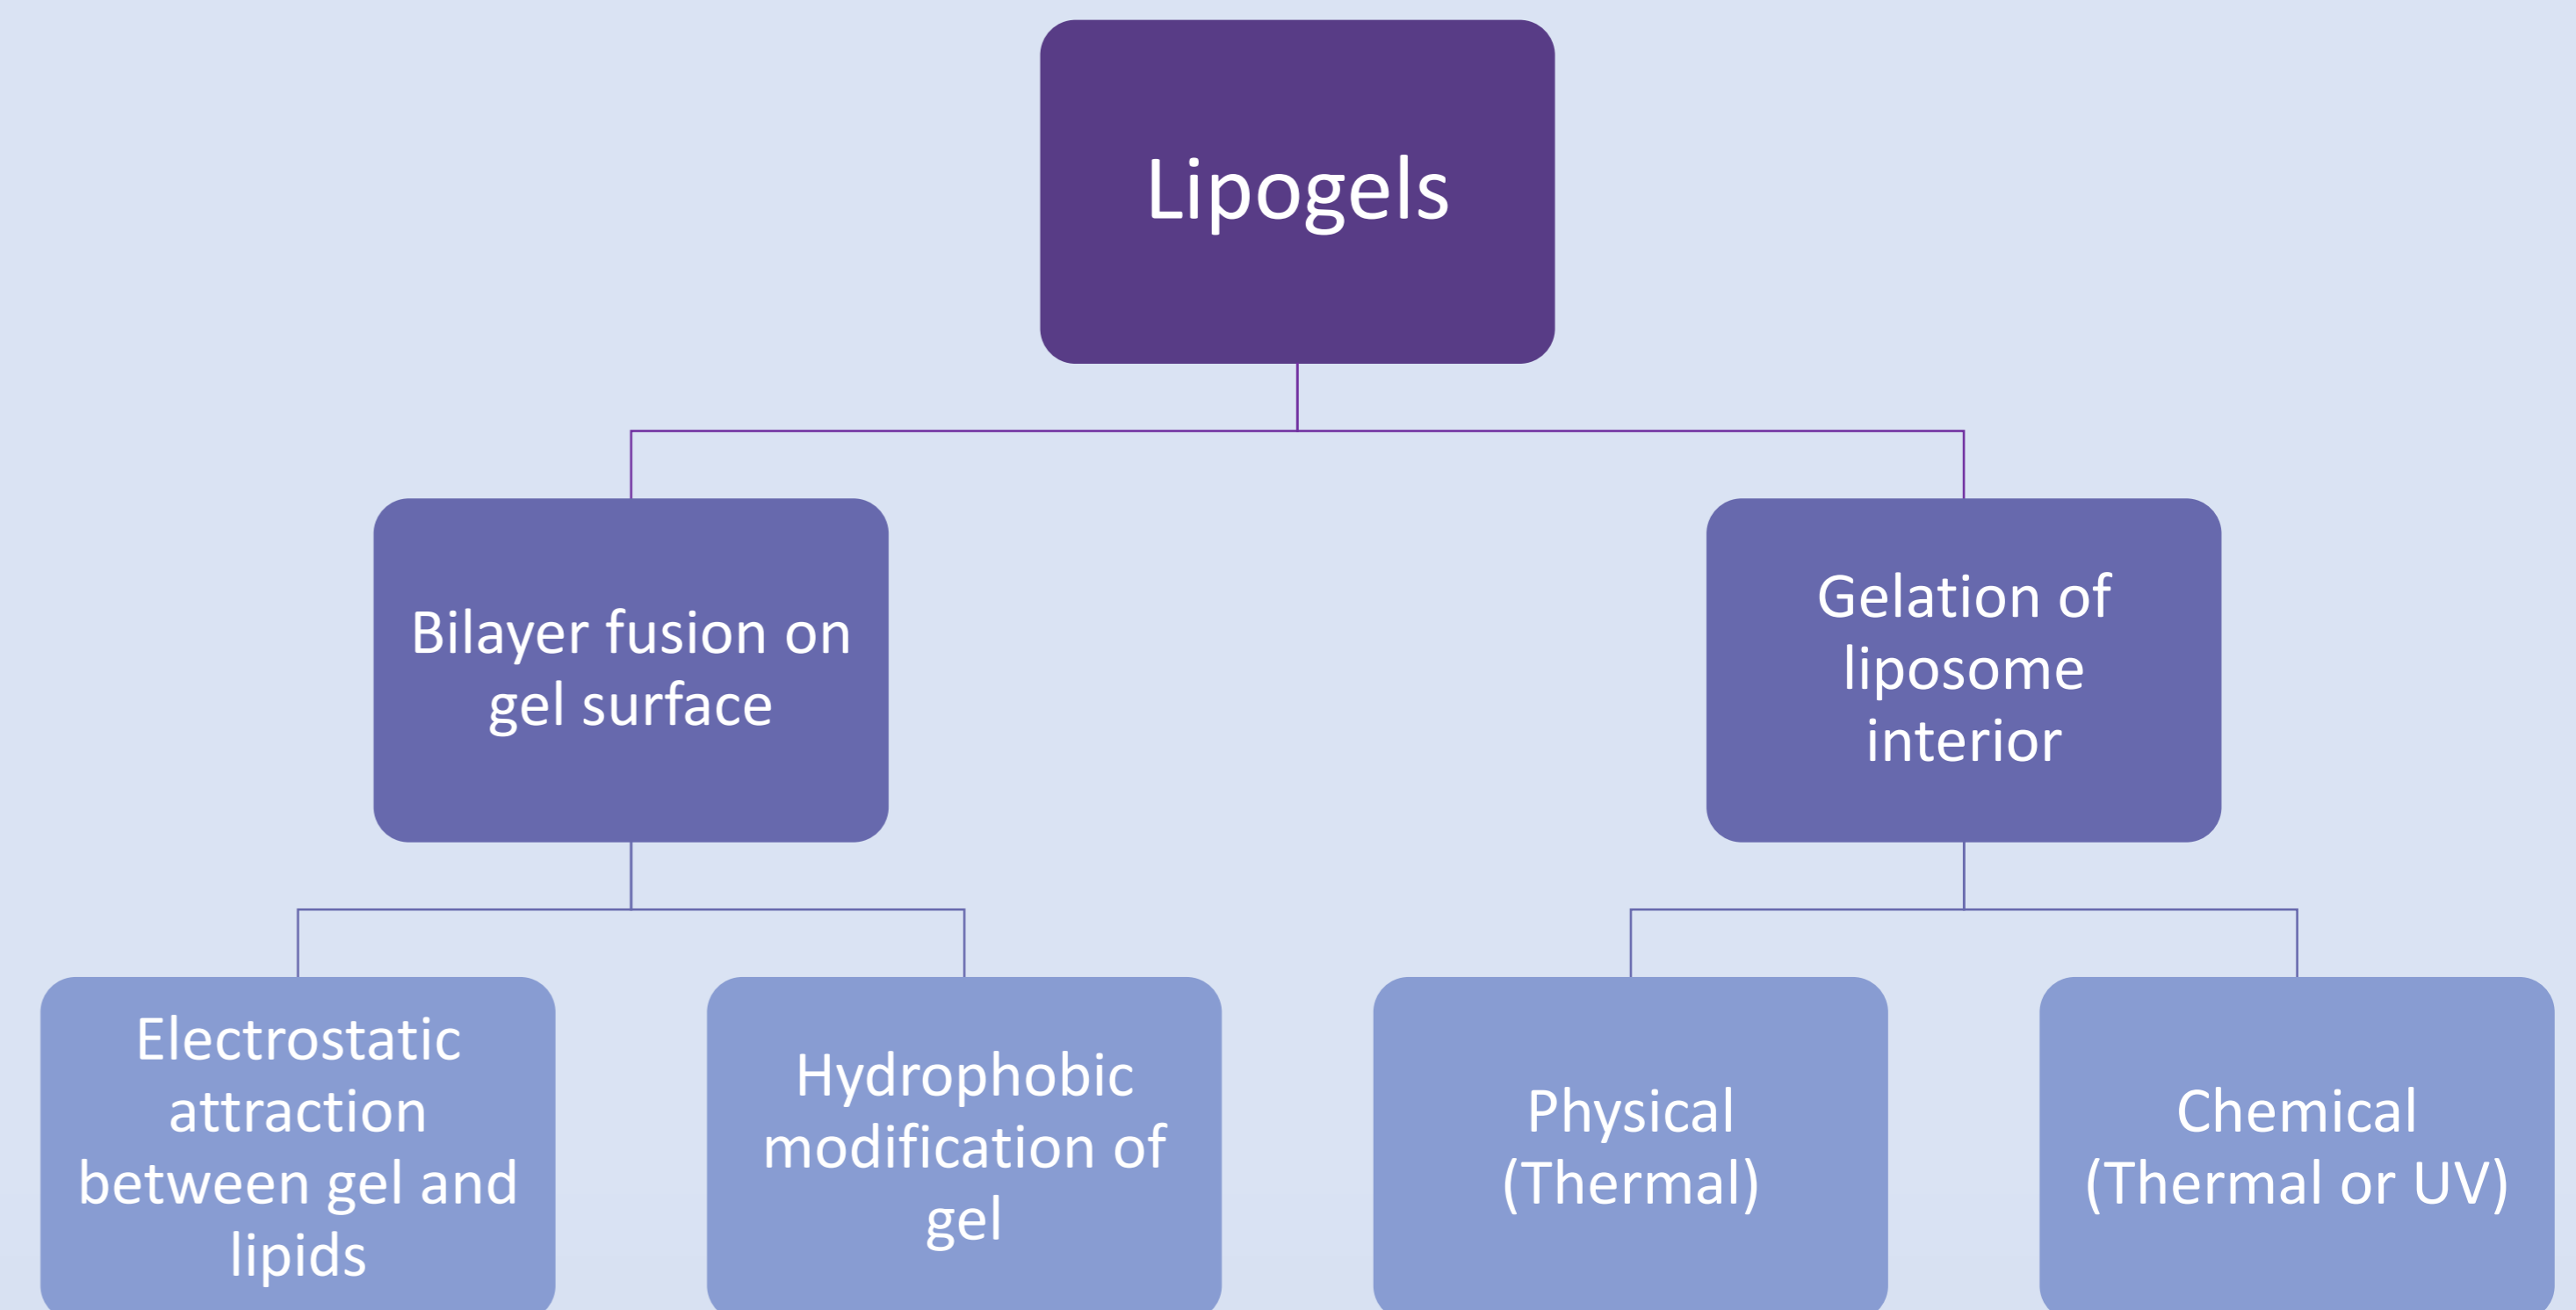 Lipogels
Bilayer fusion on
gel surface
Gelation of
liposome
interior
Electrostatic
attraction
between gel and
lipids
Hydrophobic
modification of
gel
Physical
(Thermal)
Chemical
(Thermal or UV)